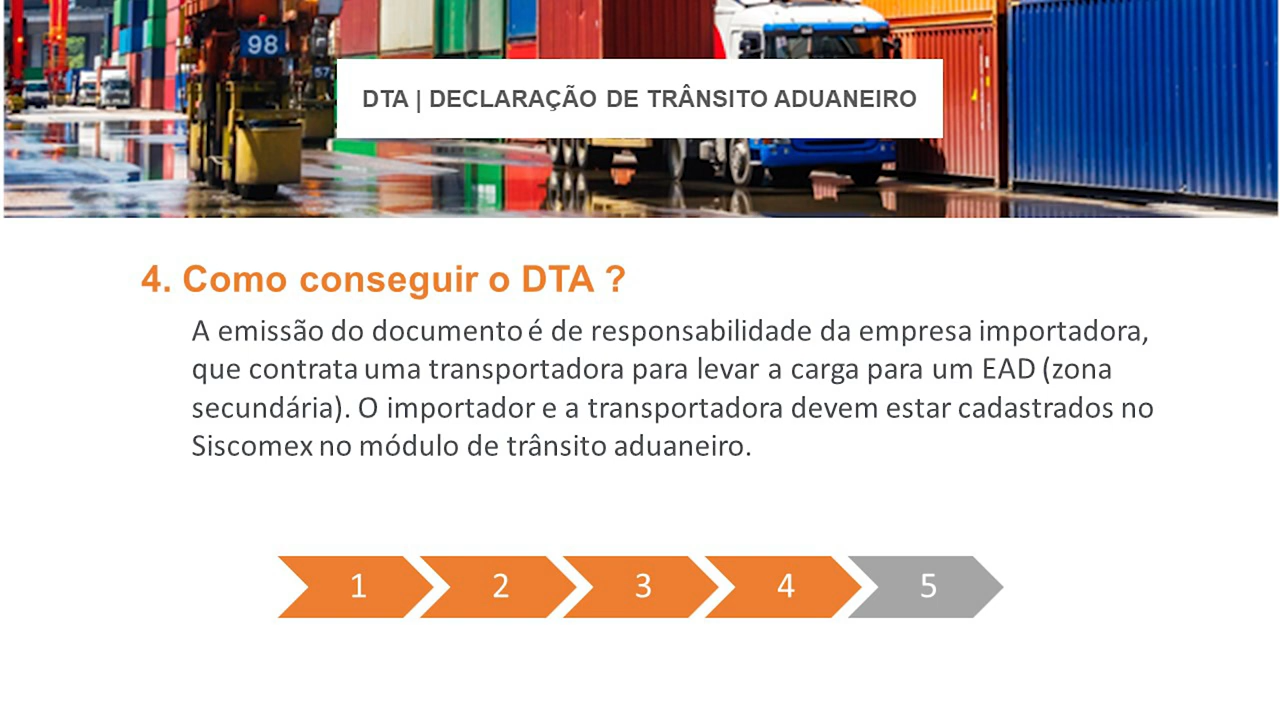 98
57
DTA | DECLARAÇÃO DE TRÂNSITO ADUANEIRO
4. Como conseguir o DTA ?
A emissão do documento é de responsabilidade da empresa importadora,
que contrata uma transportadora para levar a carga para um EAD (zona
secundária). O importador e a transportadora devem estar cadastrados no
Siscomex no módulo de trânsito aduaneiro.
1 2 3 4 5